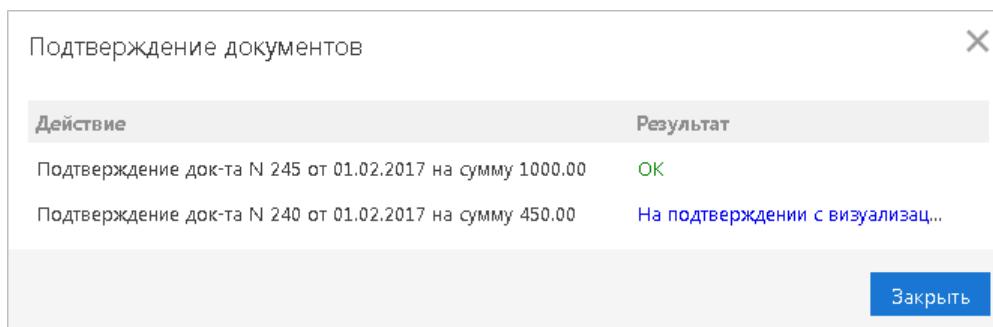 Подтверждение документов
Действие Результат
Подтверждение док-та N 245 от 01.02.2017 на сумму 1000.00 OK
Подтверждение док-та N 240 от 01.02.2017 на сумму 450.00 На подтверждении с визуализац...
Закрыть